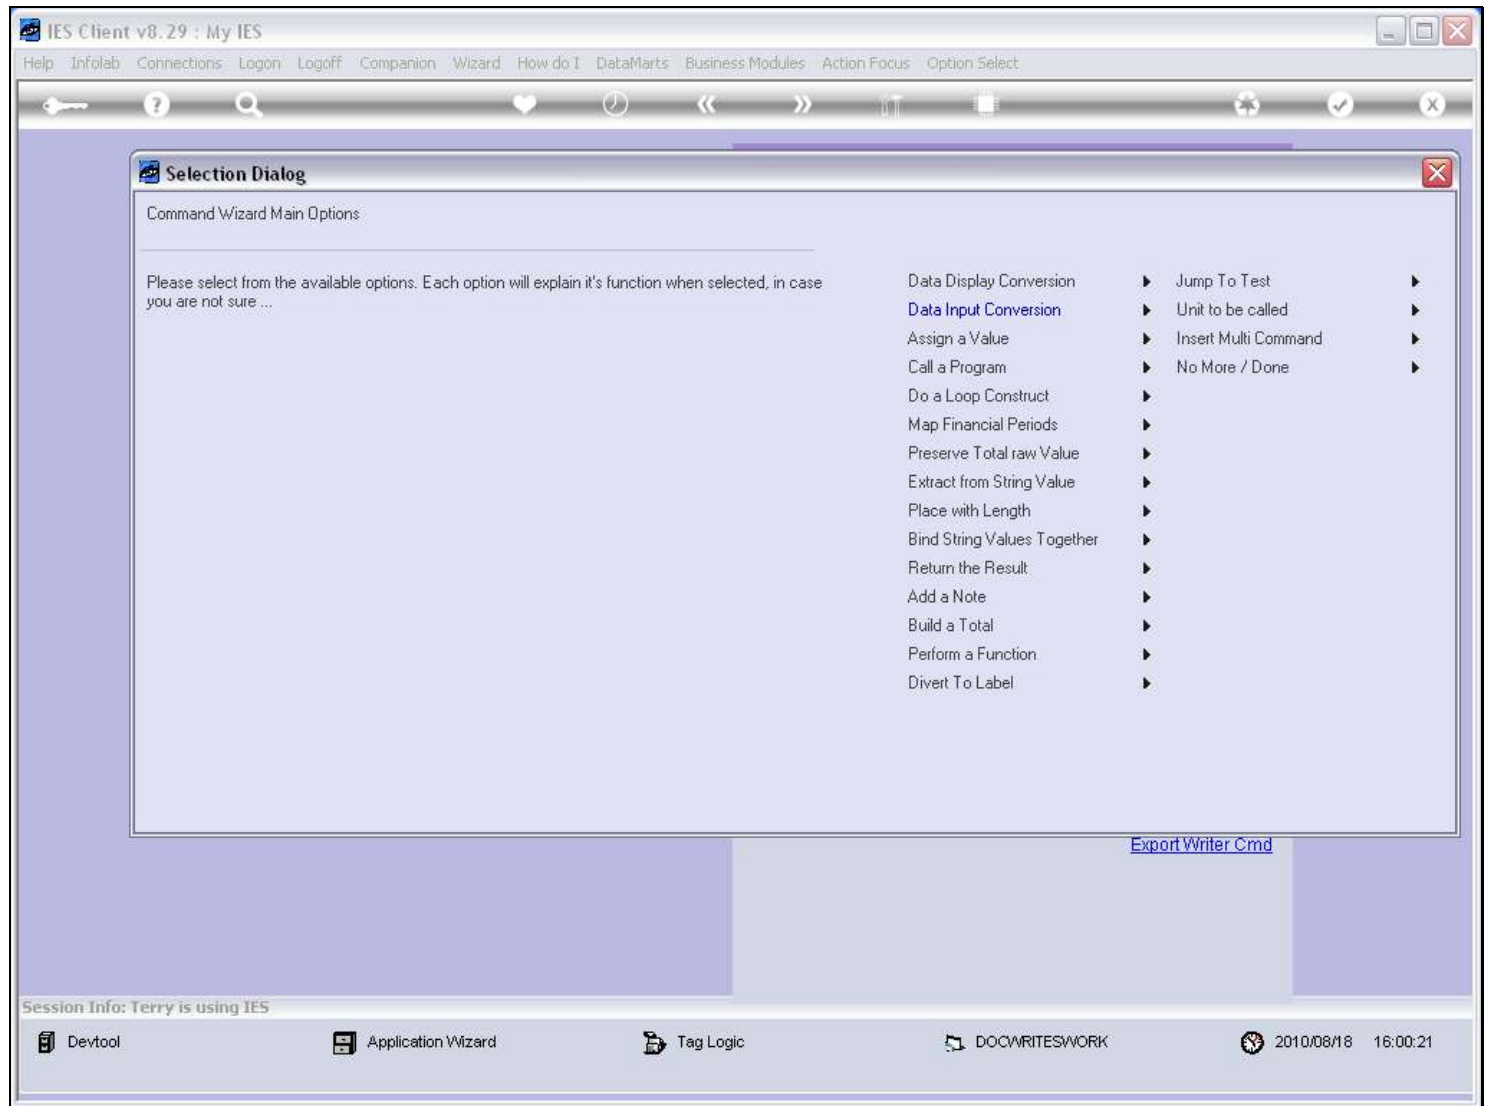 IES Client v8.29 : My IES
Help Infolab Connections Logon Logoff Companion Wizard How do I DataMarts Business Modules Action Focus Option Select
Selection Dialog
Command Wizard Main Options
Please select from the available options. Each option will explain it's function when selected, in case
you are not sure ...
Data Display Conversion
Data Input Conversion
Assign a Value
Call a Program
Do a Loop Construct
Map Financial Periods
Preserve Total raw Value
Extract from String Value
Place with Length
Bind String Values Together
Return the Result
Add a Note
Build a Total
Perform a Function
Divert To Label
Jump To Test
Unit to be called
Insert Multi Command
No More / Done
Export Writer Cmd
Session Info: Terry is using IES
Devtool Application Wizard Tag Logic DOCWRITESWORK 2010/08/18 16:00:21